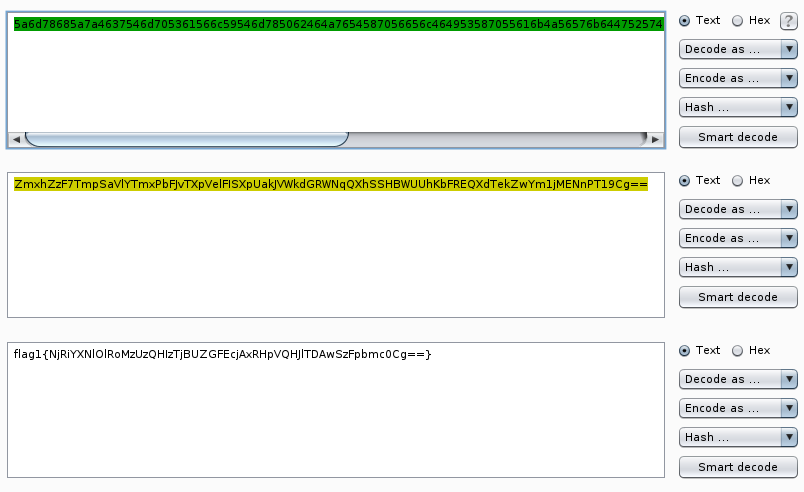 5a6d78685a7a4637546d705361566c59546d785062464a7654587056656c464953587055616b4a56576b644752574
Text Hex ?
Decode as ...
Encode as ...
Hash ...
Smart decode
ZmxhZzF7TmpSaVlYTmxPbFJvTXpVelFISXpUakJVWkdGRWNqQXhSSHBWUUhKbFREQXdTekZwYm1jMENnPT19Cg==
Text Hex
Decode as ...
Encode as ...
Hash ...
Smart decode
flag1{NjRiYXNlOlRoMzUzQHIzTjBUZGFEcjAxRHpVQHJlTDAwSzFpbmc0Cg==}
Text Hex
Decode as ...
Encode as ...
Hash ...
Smart decode